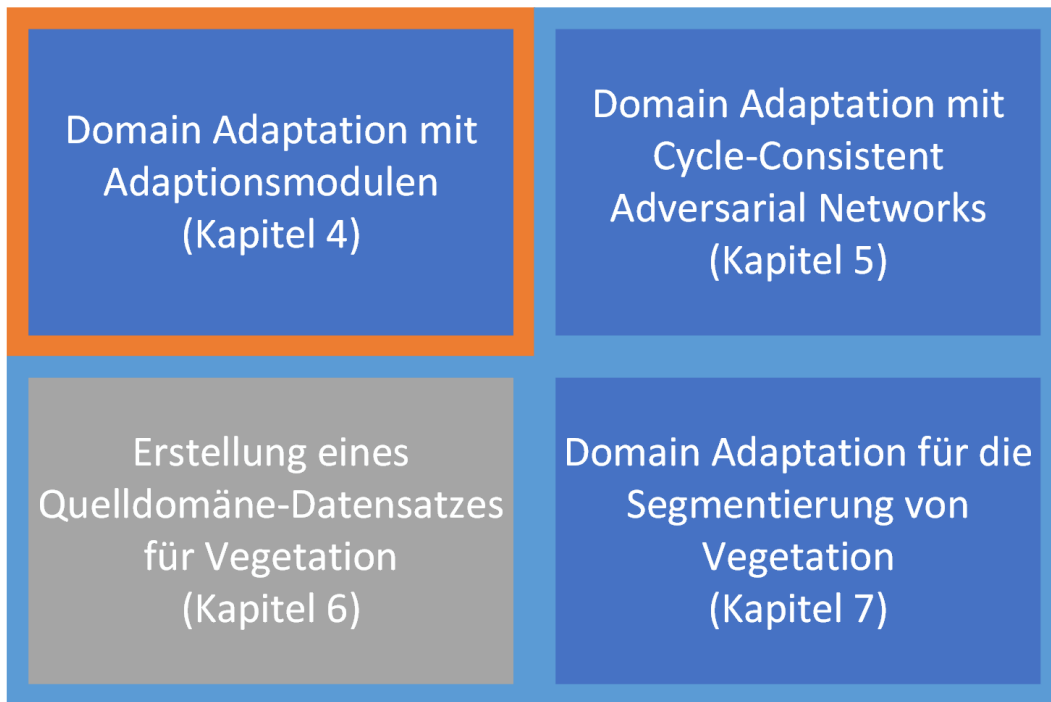 Domain Adaptation mit
Adaptionsmodulen
(Kapitel 4)
Domain Adaptation mit
Cycle-Consistent
Adversarial Networks
(Kapitel 5)
Erstellung eines
Quelldomäne-Datensatzes
für Vegetation
(Kapitel 6)
Domain Adaptation für die
Segmentierung von
Vegetation
(Kapitel 7)